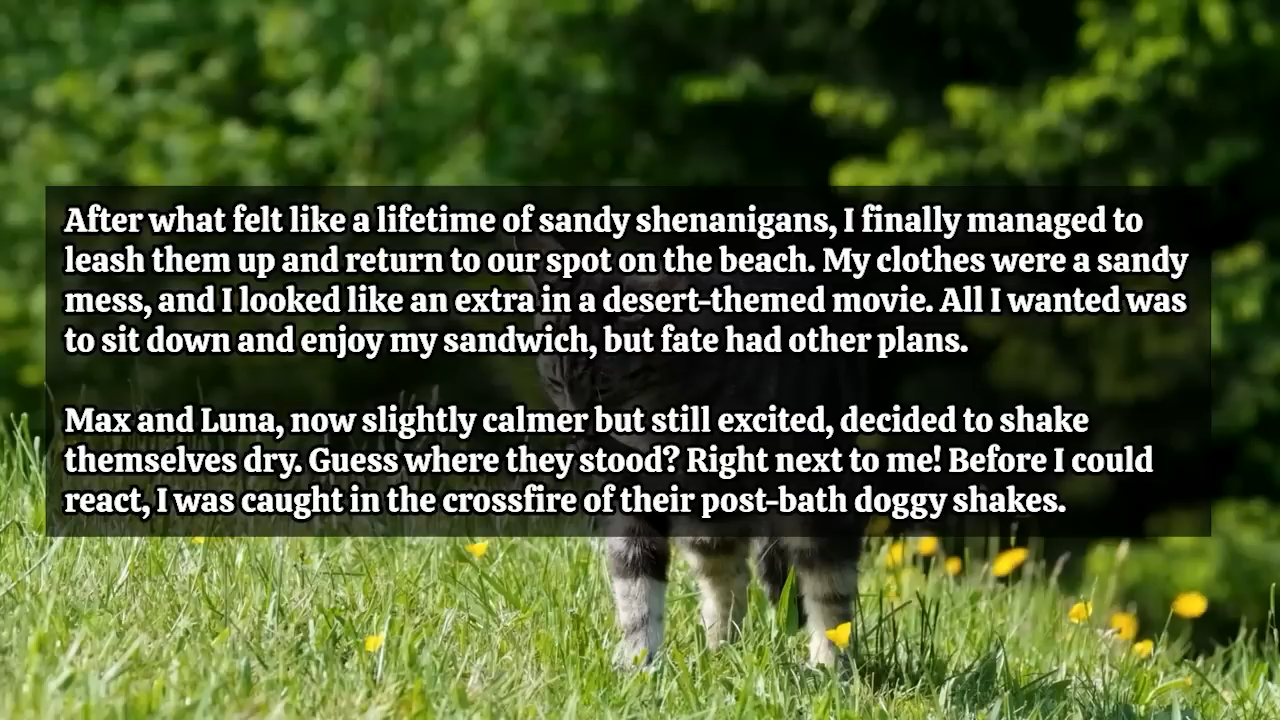 After what felt like a lifetime of sandy shenanigans, I finally managed to
leash them up and return to our spot on the beach. My clothes were a sandy
mess, and I looked like an extra in a desert-themed movie. All I wanted was
to sit down and enjoy my sandwich, but fate had other plans.
Max and Luna, now slightly calmer but still excited, decided to shake
themselves dry. Guess where they stood? Right next to me! Before I could
react, I was caught in the crossfire of their post-bath doggy shakes.